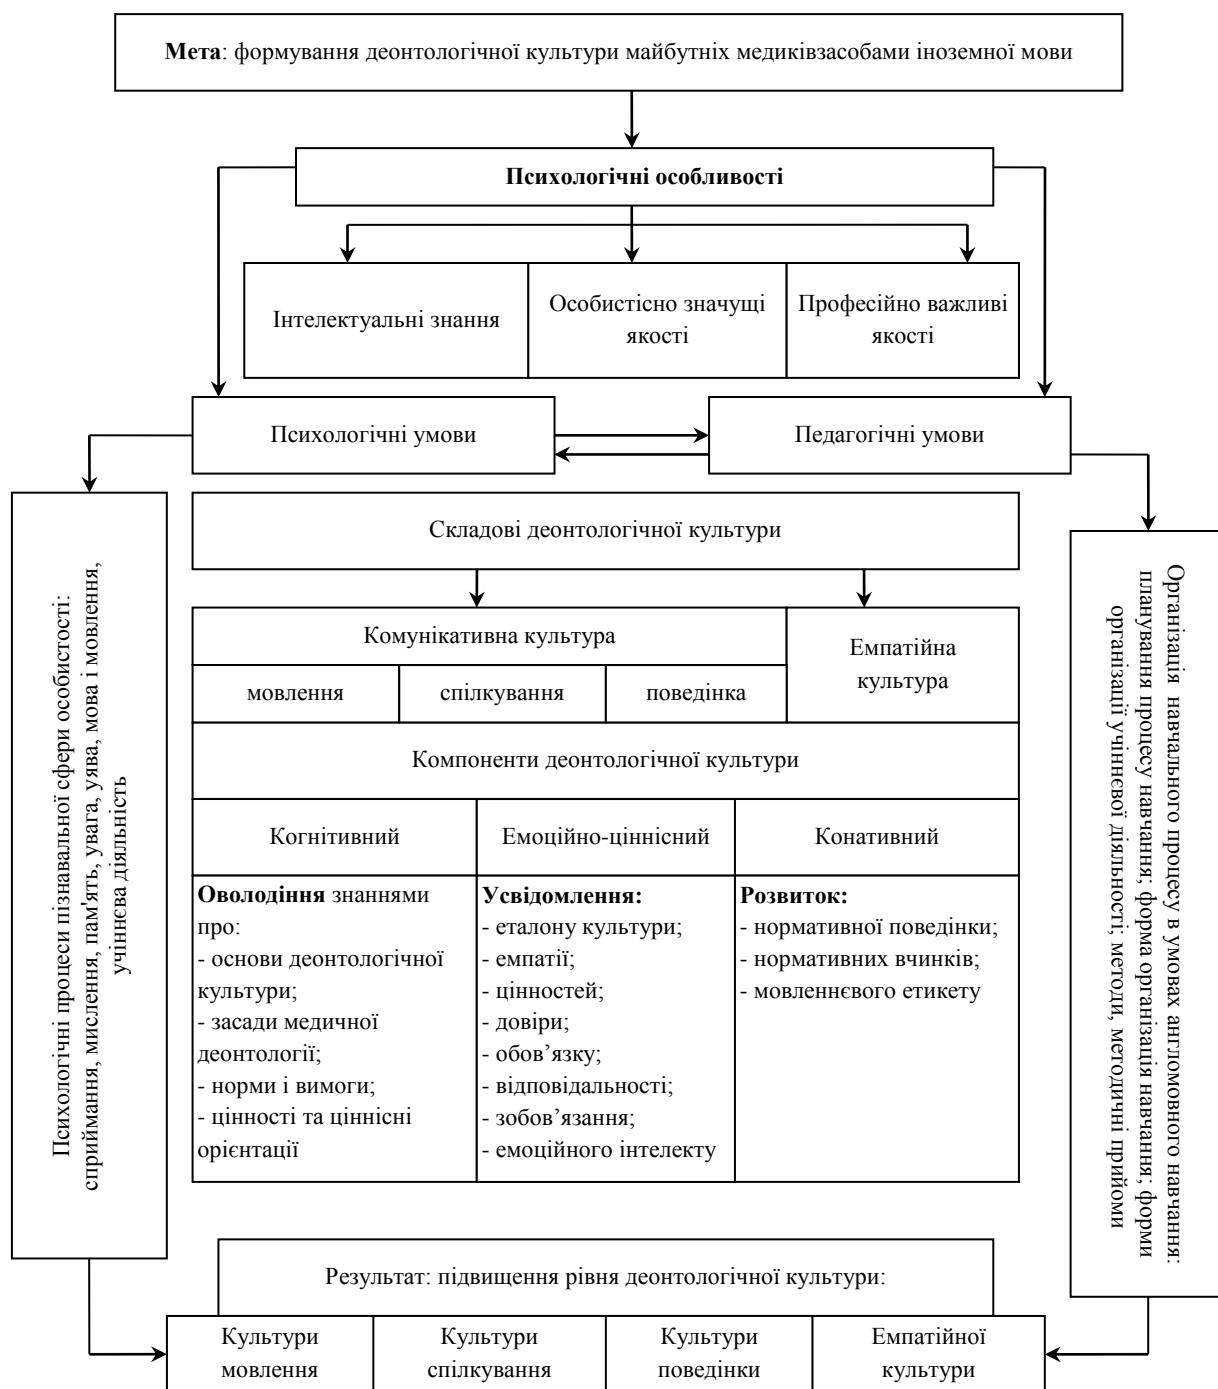 Мета: формування деонтологічної культури майбутніх медиківзасобами іноземної мови
Психологічні особливості
Інтелектуальні знання
Особистісно значущі
якості
Професійно важливі
якості
Психологічні умови
Педагогічні умови
Психологічні процеси пізнавальної сфери особистості:
сприймання, мислення, пам'ять, увага, уява, мова і мовлення,
учіннєва діяльність
Складові деонтологічної культури
Комунікативна культура
Емпатійна
культура
мовлення
спілкування
поведінка
Компоненти деонтологічної культури
Когнітивний
Емоційно-ціннісний
Конативний
Оволодіння знаннями
про:
- основи деонтологічної
культури;
- засади медичної
деонтології;
- норми і вимоги;
- цінності та ціннісні
орієнтації
Усвідомлення:
- еталону культури;
- емпатії;
- цінностей;
- довіри;
- обов’язку;
- відповідальності;
- зобов’язання;
- емоційного інтелекту
Розвиток:
- нормативної поведінки;
- нормативних вчинків;
- мовленнєвого етикету
Організація навчального процесу в умовах англомовного навчання:
планування процесу навчання; форма організація навчання; форми
організації учіннєвої діяльності; методи, методичні прийоми
Результат: підвищення рівня деонтологічної культури:
Культури
мовлення
Культури
спілкування
Культури
поведінки
Емпатійної
культури